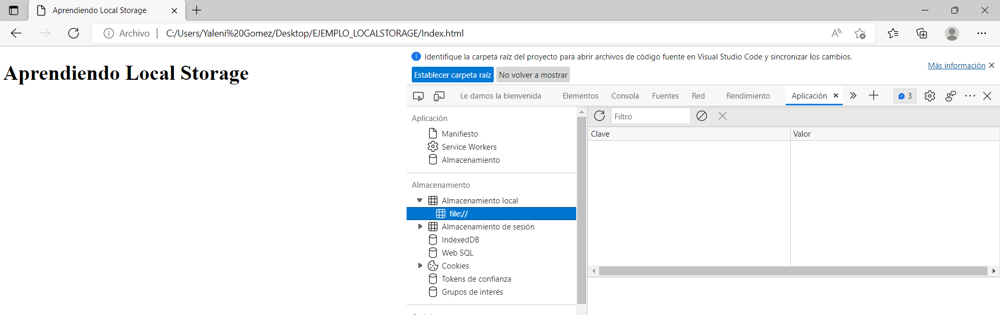 Aprendiendo Local Storage
Archivo | C:/Users/Yaleni%20Gomez/Desktop/EJEMPLO_LOCALSTORAGE/Index.html
Aprendiendo Local Storage
Identifique la carpeta raíz del proyecto para abrir archivos de código fuente en Visual Studio Code y sincronizar los cambios.
Más información
Establecer carpeta raíz No volver a mostrar
Le damos la bienvenida Elementos Consola Fuentes Red Rendimiento Aplicación 3
Aplicación
Manifiesto
Service Workers
Almacenamiento
Almacenamiento
Almacenamiento local
file://
Almacenamiento de sesión
IndexedDB
Web SQL
Cookies
Tokens de confianza
Grupos de interés
Filtro
Clave Valor